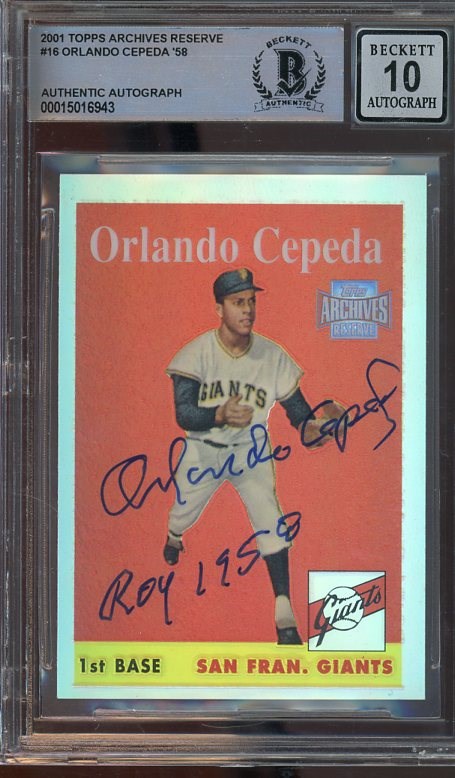 2001 TOPPS ARCHIVES RESERVE
#16 ORLANDO CEPEDA '58
AUTHENTIC AUTOGRAPH
00015016943
BECKETT
B
AUTHENTIC
BECKETT
10
AUTOGRAPH
Orlando Cepeda
Topps
ARCHIVES
RESERVE
GIANTS
Orlando Cepeda
ROY 1958
Giants
1st BASE
SAN FRAN. GIANTS